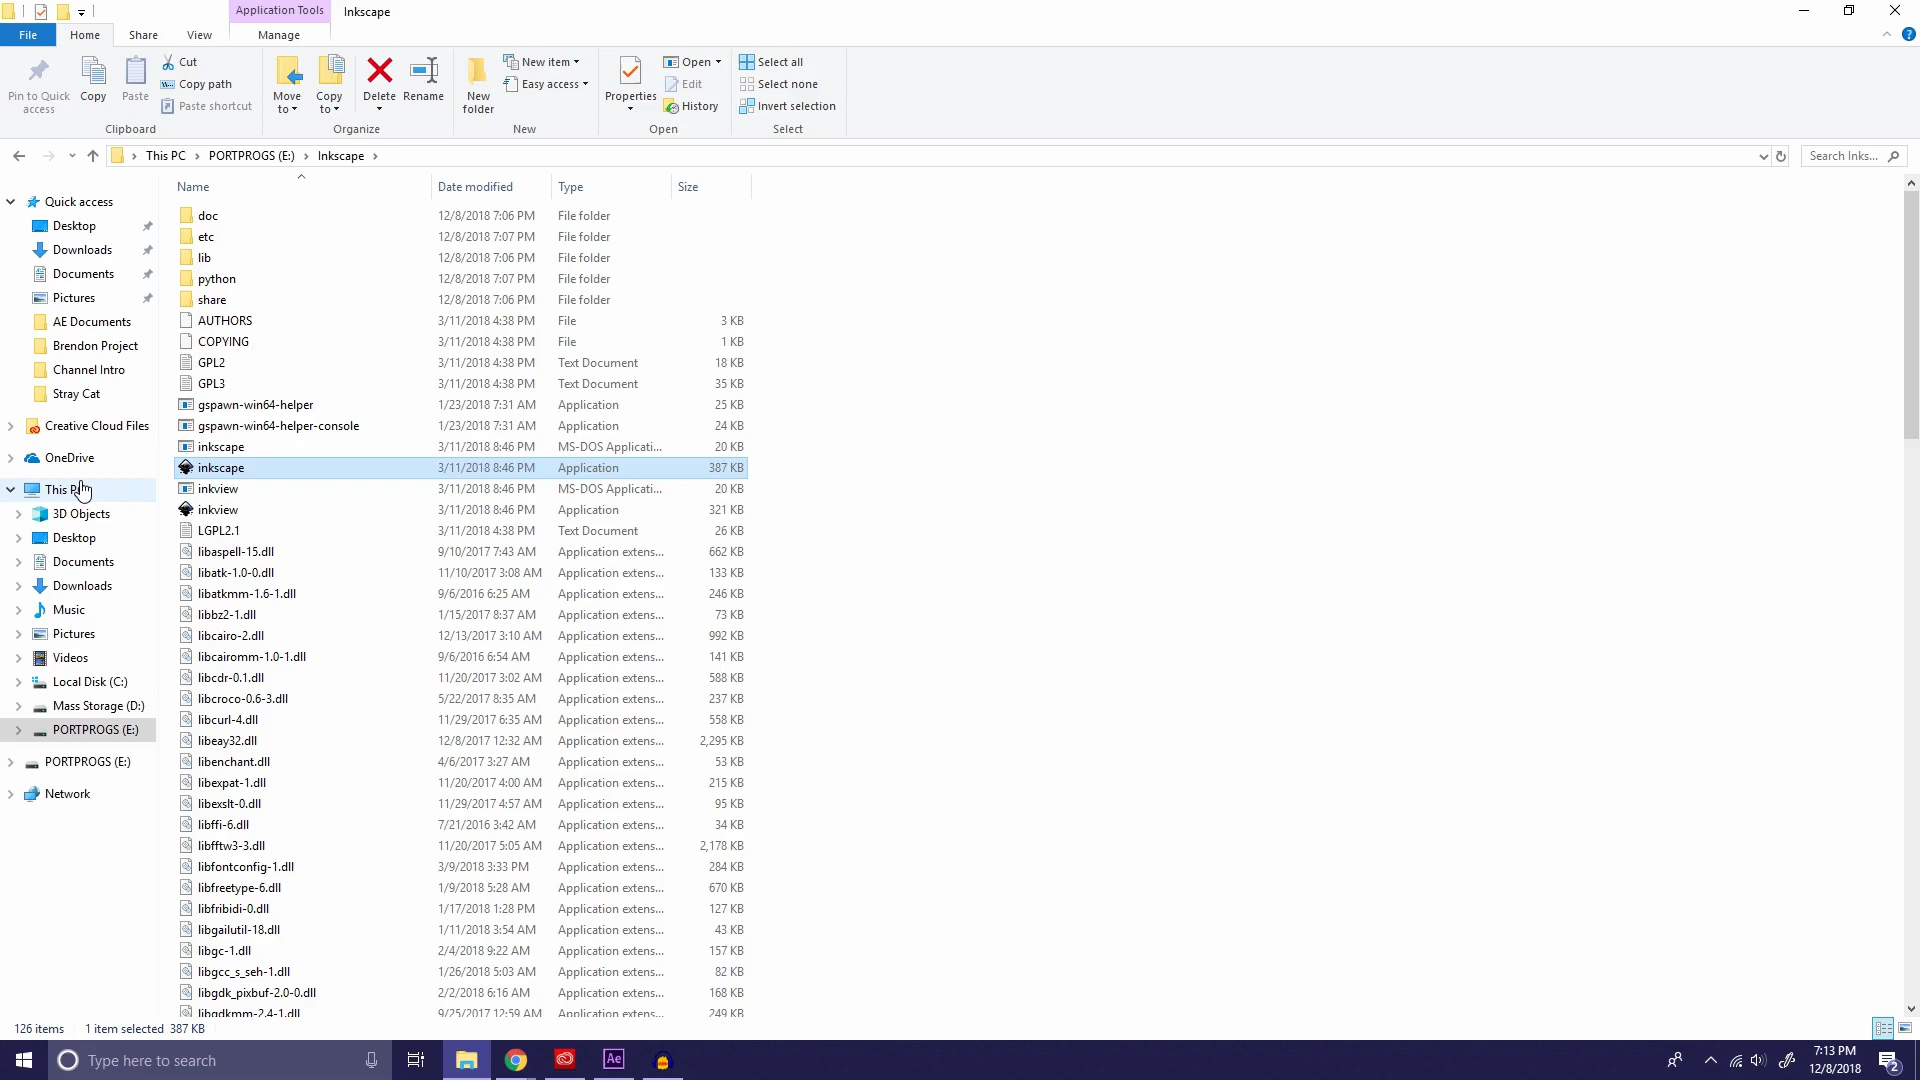 Application Tools
Inkscape
File
Home
Share
View
Manage
Pin to Quick
access
Copy
Paste
Cut
Copy path
Paste shortcut
Clipboard
Move
to
Copy
to
Delete
Rename
Organize
New
folder
New item
Easy access
New
Properties
Open
Edit
History
Open
Select all
Select none
Invert selection
Select
This PC
PORTPROGS (E:)
Inkscape
Search Inks...
Quick access
Desktop
Downloads
Documents
Pictures
AE Documents
Brendon Project
Channel Intro
Stray Cat
Creative Cloud Files
OneDrive
This
3D Objects
Desktop
Documents
Downloads
Music
Pictures
Videos
Local Disk (C:)
Mass Storage (D:)
PORTPROGS (E:)
PORTPROGS (E:)
Network
Name Date modified Type Size
doc 12/8/2018 7:06 PM File folder
etc 12/8/2018 7:07 PM File folder
lib 12/8/2018 7:06 PM File folder
python 12/8/2018 7:07 PM File folder
share 12/8/2018 7:06 PM File folder
AUTHORS 3/11/2018 4:38 PM File 3 KB
COPYING 3/11/2018 4:38 PM File 1 KB
GPL2 3/11/2018 4:38 PM Text Document 18 KB
GPL3 3/11/2018 4:38 PM Text Document 35 KB
gspawn-win64-helper 1/23/2018 7:31 AM Application 25 KB
gspawn-win64-helper-console 1/23/2018 7:31 AM Application 24 KB
inkscape 3/11/2018 8:46 PM MS-DOS Applicati... 20 KB
inkscape 3/11/2018 8:46 PM Application 387 KB
inkview 3/11/2018 8:46 PM MS-DOS Applicati... 20 KB
inkview 3/11/2018 8:46 PM Application 321 KB
LGPL2.1 3/11/2018 4:38 PM Text Document 26 KB
libaspell-15.dll 9/10/2017 7:43 AM Application extens... 662 KB
libatk-1.0-0.dll 11/10/2017 3:08 AM Application extens... 133 KB
libatkmm-1.6-1.dll 9/6/2016 6:25 AM Application extens... 246 KB
libbz2-1.dll 1/15/2018 8:37 AM Application extens... 73 KB
libcairo-2.dll 12/13/2017 3:10 AM Application extens... 992 KB
libcairomm-1.0-1.dll 9/6/2016 6:54 AM Application extens... 141 KB
libcdr-0.1.dll 11/20/2017 3:02 AM Application extens... 588 KB
libcroco-0.6-3.dll 5/22/2017 8:35 AM Application extens... 237 KB
libcurl-4.dll 11/29/2017 6:35 AM Application extens... 558 KB
libeay32.dll 12/8/2017 12:32 AM Application extens... 2,295 KB
libenchant.dll 4/6/2017 3:27 AM Application extens... 53 KB
libexpat-1.dll 11/20/2017 4:00 AM Application extens... 215 KB
libexslt-0.dll 11/29/2017 4:57 AM Application extens... 95 KB
libffi-6.dll 7/21/2016 3:42 AM Application extens... 34 KB
libfftw3-3.dll 11/20/2017 5:05 AM Application extens... 2,178 KB
libfontconfig-1.dll 3/9/2018 3:33 PM Application extens... 284 KB
libfreetype-6.dll 1/9/2018 5:28 AM Application extens... 670 KB
libfribidi-0.dll 1/17/2018 1:28 PM Application extens... 127 KB
libgailutil-18.dll 1/11/2018 3:54 AM Application extens... 43 KB
libgc-1.dll 2/4/2018 9:22 AM Application extens... 157 KB
libgcc_s_seh-1.dll 1/26/2018 5:03 AM Application extens... 82 KB
libgdk_pixbuf-2.0-0.dll 2/2/2018 6:16 AM Application extens... 168 KB
libgdkmm-2.4-1.dll 9/25/2017 12:59 AM Application extens... 249 KB
126 items 1 item selected 387 KB
Type here to search
Ae
7:13 PM
12/8/2018
2